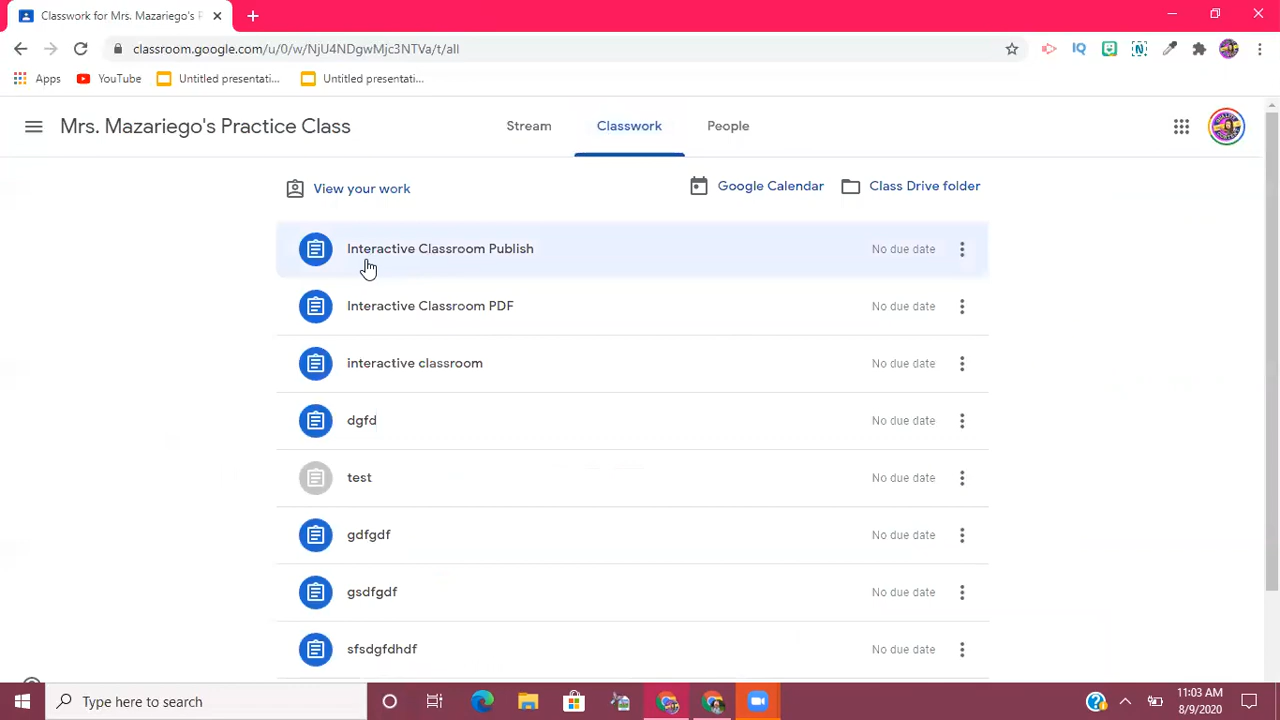 Classwork for Mrs. Mazariego's P
classroom.google.com/u/0/w/NjU4NDgwMjc3NTVa/t/all
Apps YouTube Untitled presentati... Untitled presentati...
Mrs. Mazariego's Practice Class Stream Classwork People
View your work Google Calendar Class Drive folder
Interactive Classroom Publish No due date
Interactive Classroom PDF No due date
interactive classroom No due date
dgfd No due date
test No due date
gdfgdf No due date
gsdfgdf No due date
sfsdgfdhdf No due date
Type here to search 11:03 AM
8/9/2020